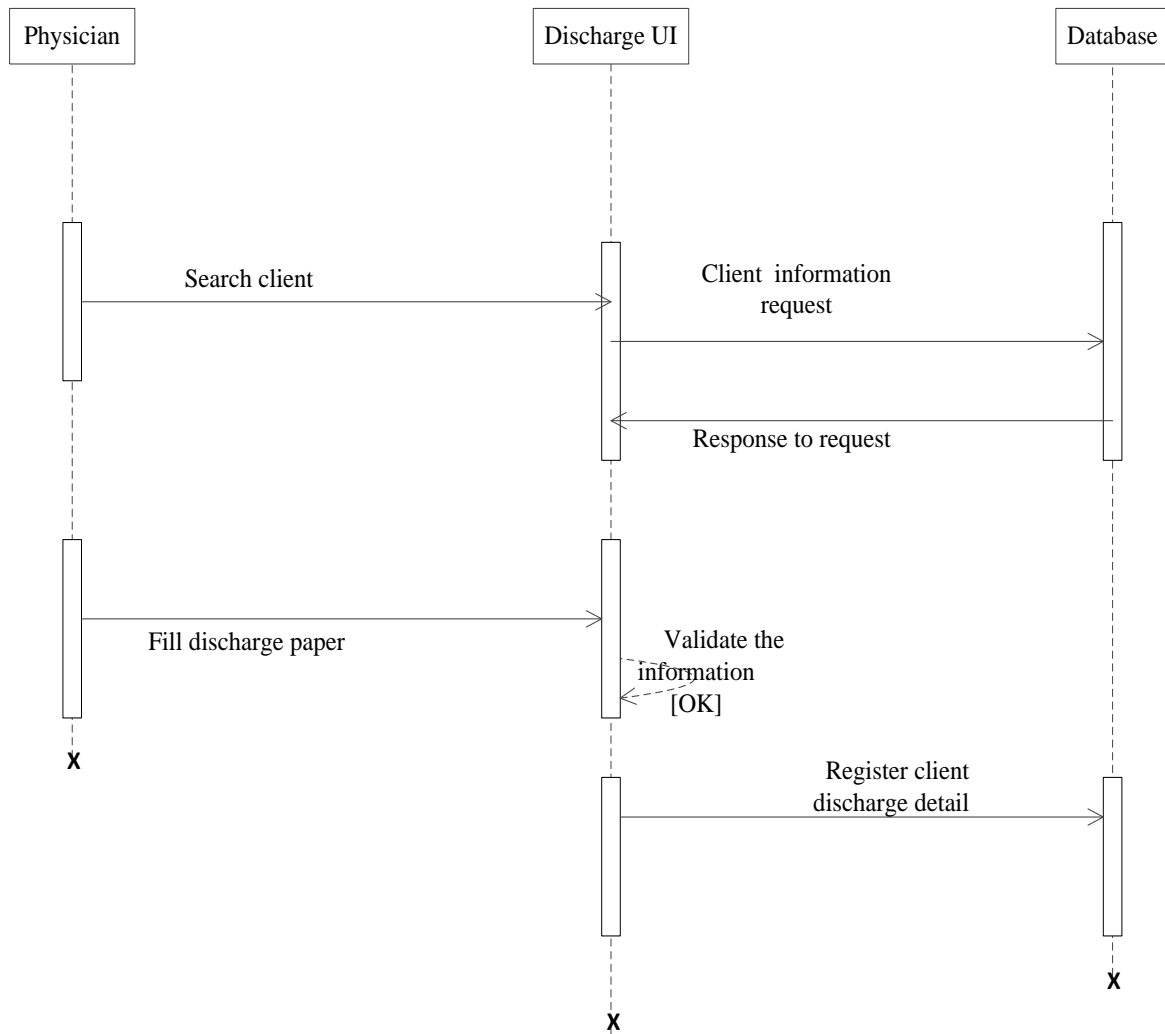 Physician
Discharge UI
Database
Search client
Client  information
request
Response to request
Fill discharge paper
Validate the
information
[OK]
X
Register client
discharge detail
X
X